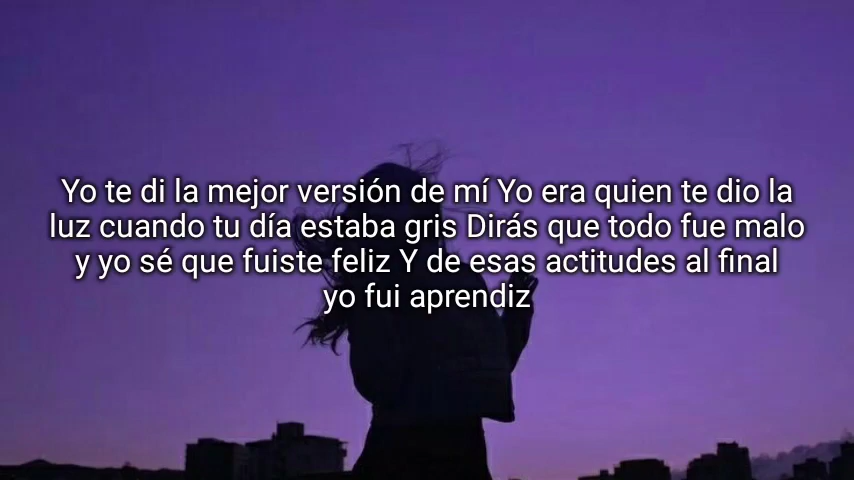 Yo te di la mejor versión de mí Yo era quien te dio la
luz cuando tu día estaba gris Dirás que todo fue malo
y yo sé que fuiste feliz Y de esas actitudes al final
yo fui aprendiz